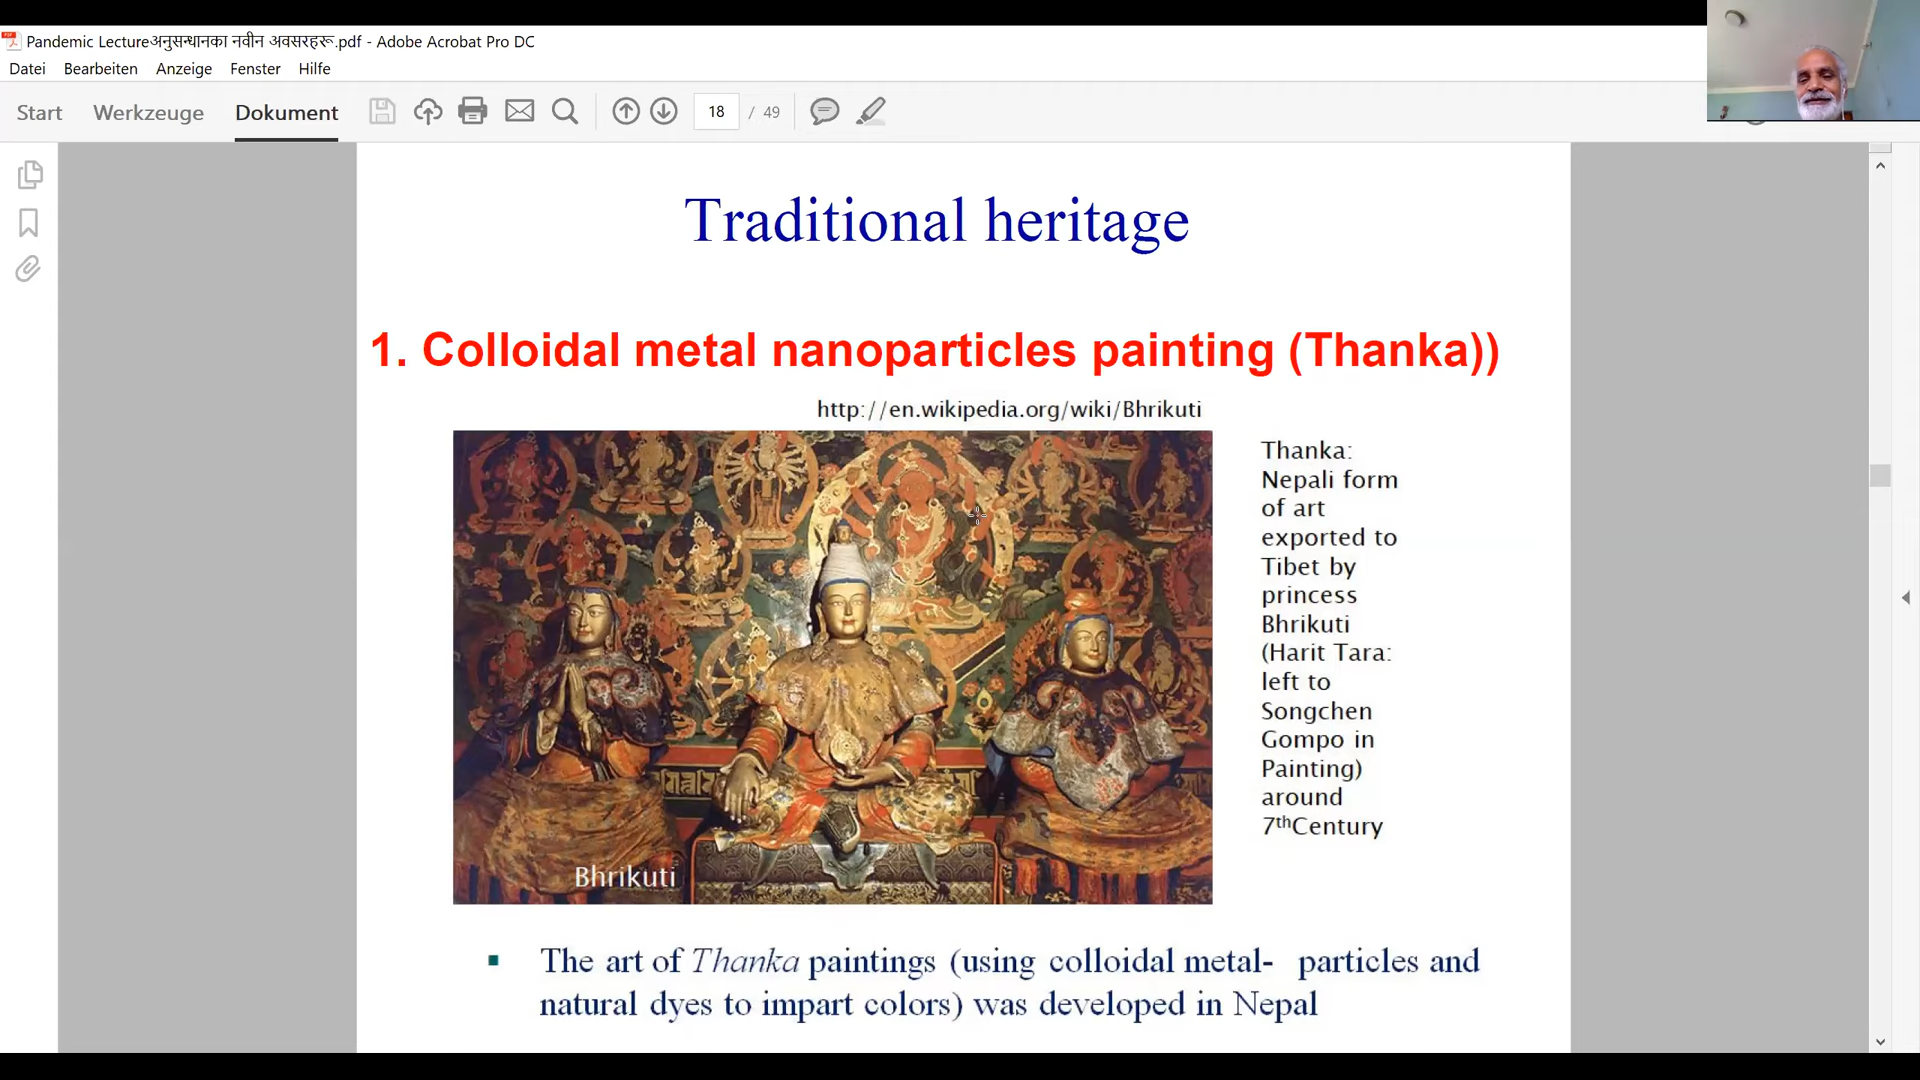 Pandemic Lectureअनुसन्धानका नवीन अवसरहरू.pdf - Adobe Acrobat Pro DC
Datei Bearbeiten Anzeige Fenster Hilfe
Start Werkzeuge Dokument 18 / 49
Traditional heritage
1. Colloidal metal nanoparticles painting (Thanka))
http://en.wikipedia.org/wiki/Bhrikuti
Thanka:
Nepali form
of art
exported to
Tibet by
princess
Bhrikuti
(Harit Tara:
left to
Songchen
Gompo in
Painting)
around
7thCentury
Bhrikuti
The art of Thanka paintings (using colloidal metal- particles and
natural dyes to impart colors) was developed in Nepal